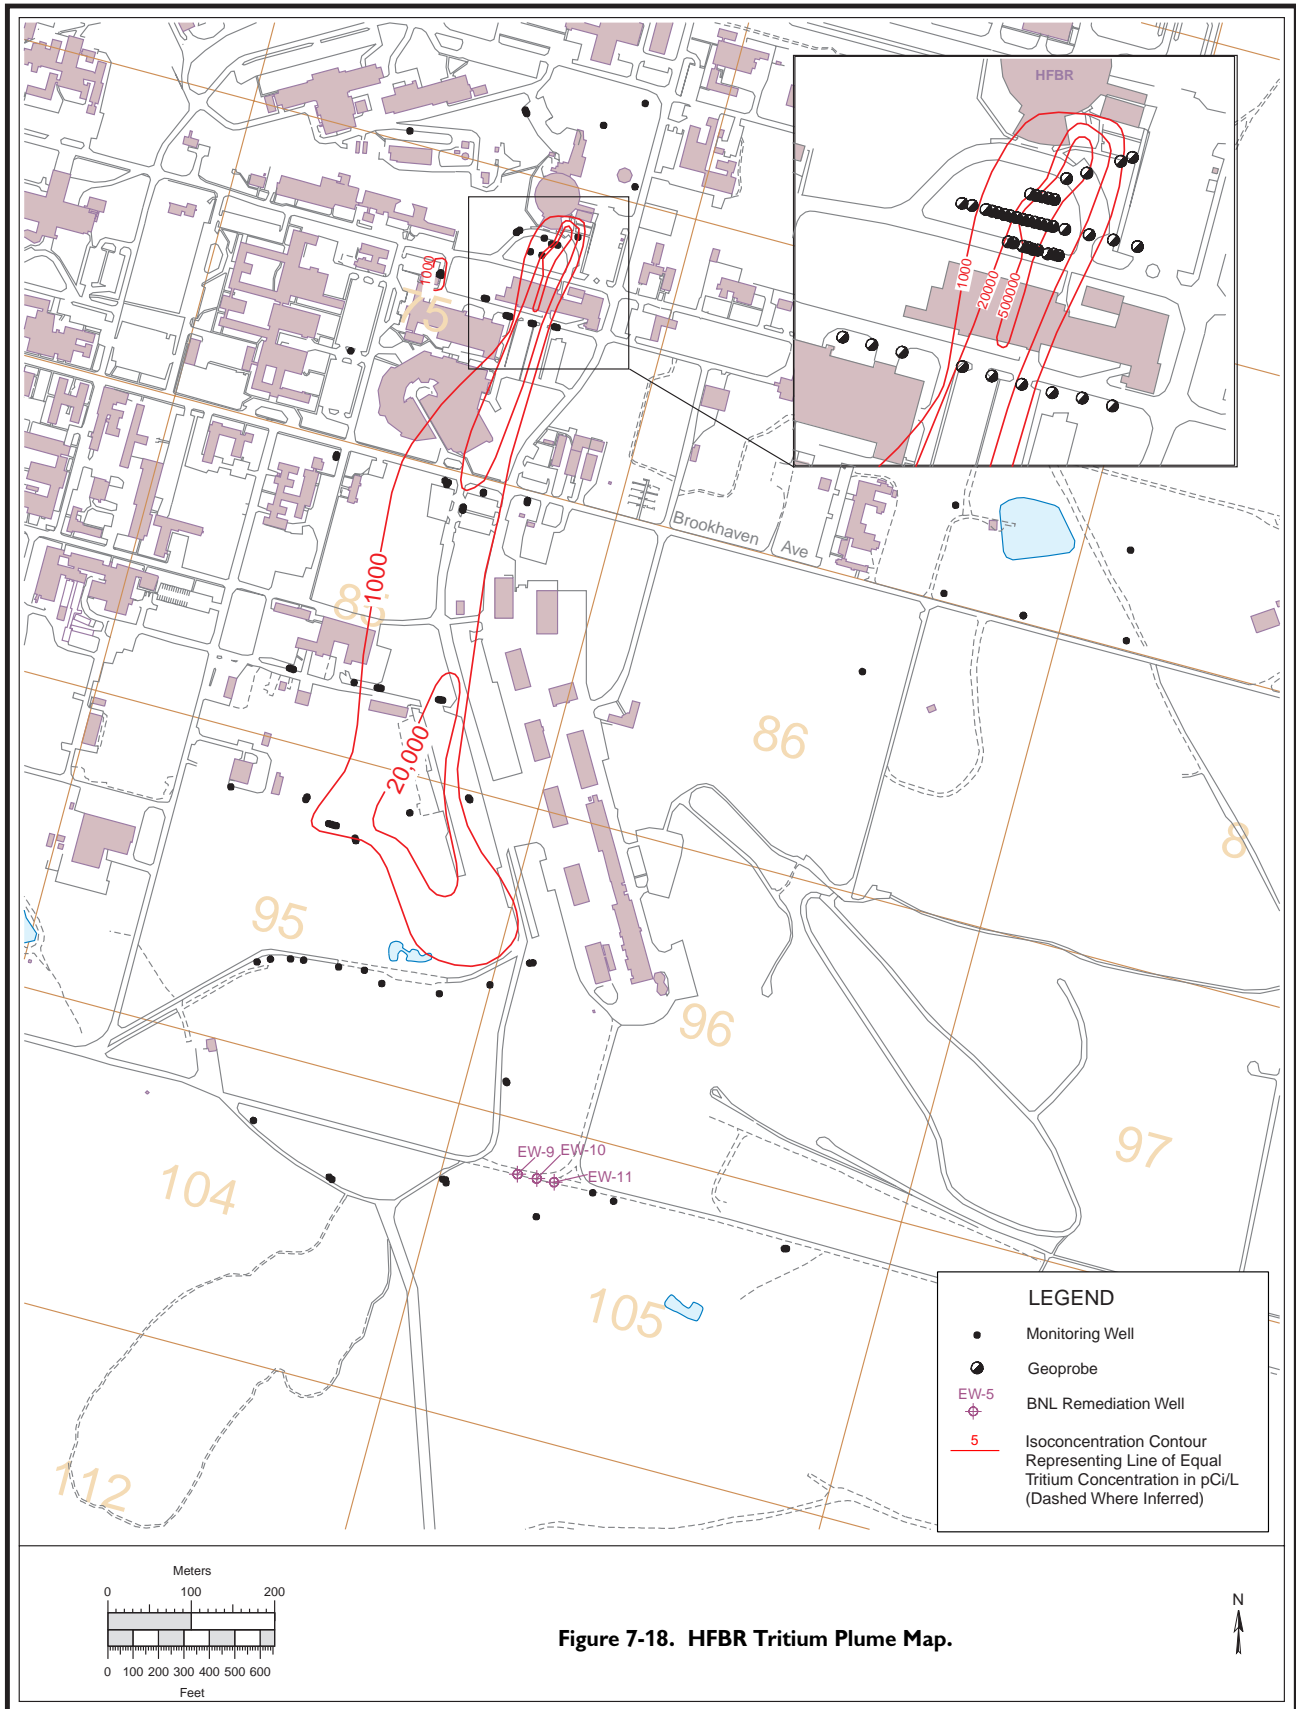 HFBR
1000
20000
500000
1000
75
Brookhaven
Ave
1000
85
20,000
86
8
95
96
97
EW-9
EW-10
EW-11
104
105
112
LEGEND
Monitoring Well
Geoprobe
EW-5
BNL Remediation Well
5
Isoconcentration Contour
Representing Line of Equal
Tritium Concentration in pCi/L
(Dashed Where Inferred)
Meters
0 100 200
0 100 200 300 400 500 600
Feet
Figure 7-18. HFBR Tritium Plume Map.
N